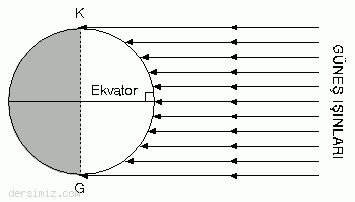 K
Ekvator
GÜNEŞ IŞINLARI
G
dersimiz.com